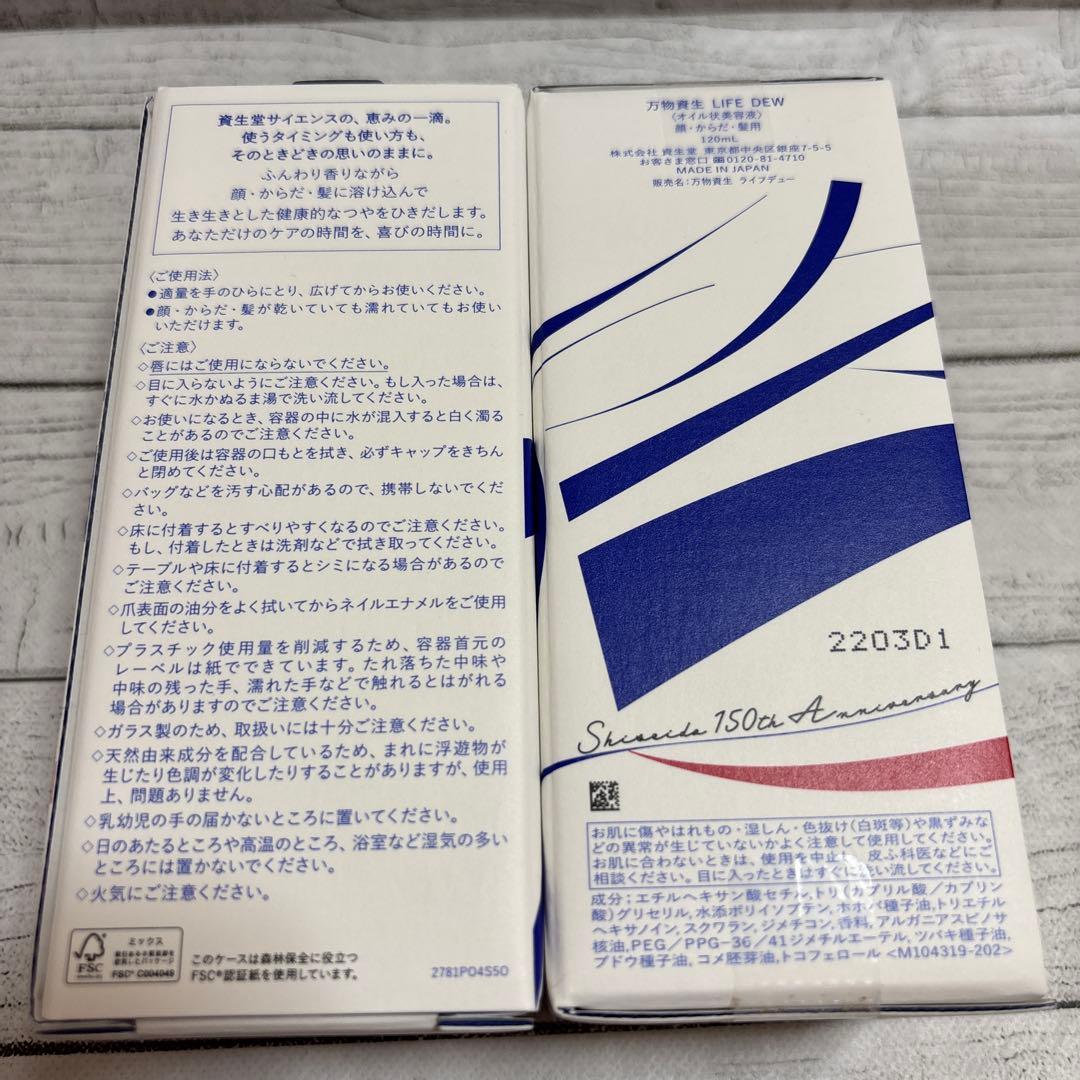 資生堂サイエンスの、恵みの一滴。
使うタイミングも使い方も、
そのときどきの思いのままに。
ふんわり香りながら
顔・からだ・髪に溶け込んで
生き生きとした健康的なつやをひきだします。
あなただけのケアの時間を、喜びの時間に。
〈ご使用法〉
●適量を手のひらにとり、広げてからお使いください。
●顔・からだ・髪が乾いていても濡れていてもお使い
いただけます。
〈ご注意〉
◇唇にはご使用にならないでください。
◇目に入らないようにご注意ください。もし入った場合は、
すぐに水かぬるま湯で洗い流してください。
◇お使いになるとき、容器の中に水が混入すると白く濁る
ことがあるのでご注意ください。
◇ご使用後は容器の口もとを拭き、必ずキャップをきちん
と閉めてください。
◇バッグなどを汚す心配があるので、携帯しないでくだ
さい。
◇床に付着するとすべりやすくなるのでご注意ください。
もし、付着したときは洗剤などで拭き取ってください。
◇テーブルや床に付着するとシミになる場合があるので
ご注意ください。
◇爪表面の油分をよく拭いてからネイルエナメルをご使用
してください。
◇プラスチック使用量を削減するため、容器首元の
レーベルは紙でできています。たれ落ちた中味や
中味の残った手、濡れた手などで触れるとはがれる
場合がありますのでご注意ください。
◇ガラス製のため、取扱いには十分ご注意ください。
◇天然由来成分を配合しているため、まれに浮遊物が
生じたり色調が変化したりすることがありますが、使用
上、問題ありません。
◇乳幼児の手の届かないところに置いてください。
◇日のあたるところや高温のところ、浴室など湿気の多い
ところには置かないでください。
◇火気にご注意ください。
FSC
ミックス
FSC® C004048
このケースは森林保全に役立つ
FSC®認証紙を使用しています。
2781P04S50
万物資生 LIFE DEW
〈オイル状美容液〉
顔・からだ・髪用
120mL
株式会社 資生堂 東京都中央区銀座7-5-5
お客さま窓口 0120-81-4710
MADE IN JAPAN
販売名：万物資生 ライフデュー
2203D1
Shiseido 150th Anniversary
お肌に傷やはれもの・湿しん・色抜け(白斑等)や黒ずみな
どの異常が生じていないかよく注意して使用してください。
お肌に合わないときは、使用を中止し、皮ふ科医などにご
相談ください。目に入ったときはすぐに洗い流してください。
成分：エチルヘキサン酸セチル,トリ(カプリル酸／カプリン
酸)グリセリル,水添ポリイソブテン,ホホバ種子油,トリエチル
ヘキサノイン,スクワラン,ジメチコン,香料,アルガニアスピノサ
核油,PEG／PPG-36／41ジメチルエーテル,ツバキ種子油,
ブドウ種子油,コメ胚芽油,トコフェロール <M104319-202>